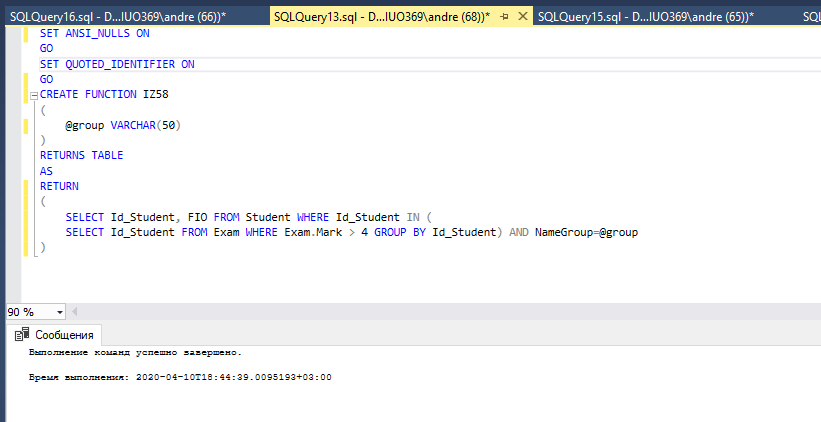 SQLQuery16.sql - D...IUO369\andre (66))*
SQLQuery13.sql - D...IUO369\andre (68))*
SQLQuery15.sql - D...IUO369\andre (65))*
SQ
SET ANSI_NULLS ON
GO
SET QUOTED_IDENTIFIER ON
GO
CREATE FUNCTION IZ58
(
@group VARCHAR(50)
)
RETURNS TABLE
AS
RETURN
(
SELECT Id_Student, FIO FROM Student WHERE Id_Student IN (
SELECT Id_Student FROM Exam WHERE Exam.Mark > 4 GROUP BY Id_Student) AND NameGroup=@group
)
90 %
Сообщения
Выполнение команд успешно завершено.
Время выполнения: 2020-04-10T18:44:39.0095193+03:00